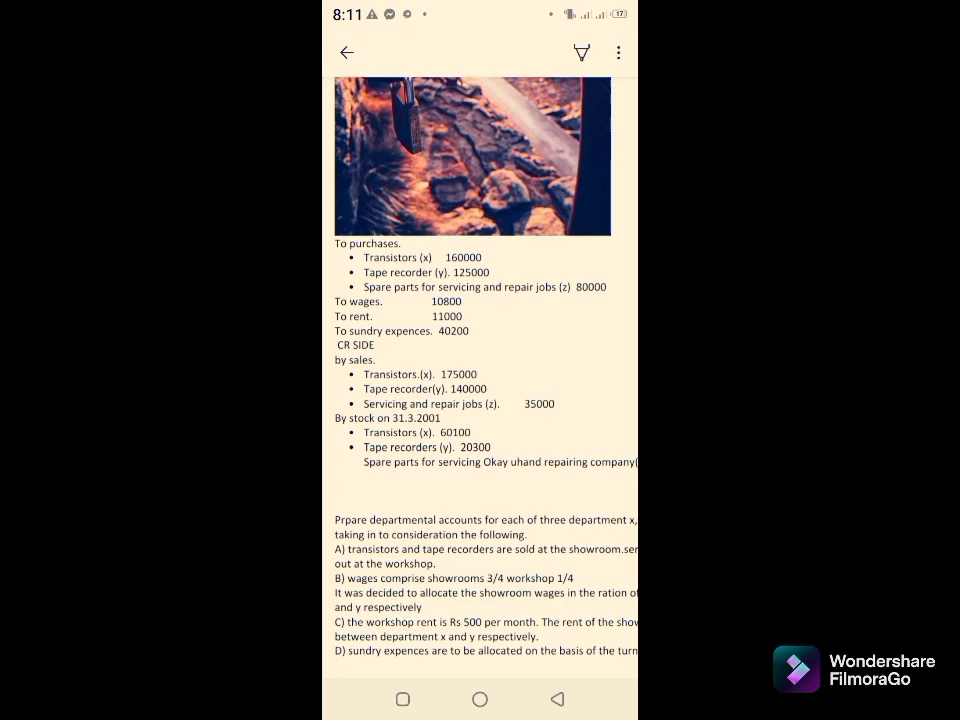 8:11
17
To purchases.
• Transistors (x) 160000
• Tape recorder (y). 125000
• Spare parts for servicing and repair jobs (z) 80000
To wages. 10800
To rent. 11000
To sundry expences. 40200
CR SIDE
by sales.
• Transistors.(x). 175000
• Tape recorder(y). 140000
• Servicing and repair jobs (z). 35000
By stock on 31.3.2001
• Transistors (x). 60100
• Tape recorders (y). 20300
Spare parts for servicing Okay uhand repairing company(
Prpare departmental accounts for each of three department x,
taking in to consideration the following.
A) transistors and tape recorders are sold at the showroom.ser
out at the workshop.
B) wages comprise showrooms 3/4 workshop 1/4
It was decided to allocate the showroom wages in the ration of
and y respectively
C) the workshop rent is Rs 500 per month. The rent of the show
between department x and y respectively.
D) sundry expences are to be allocated on the basis of the turn
Wondershare
FilmoraGo